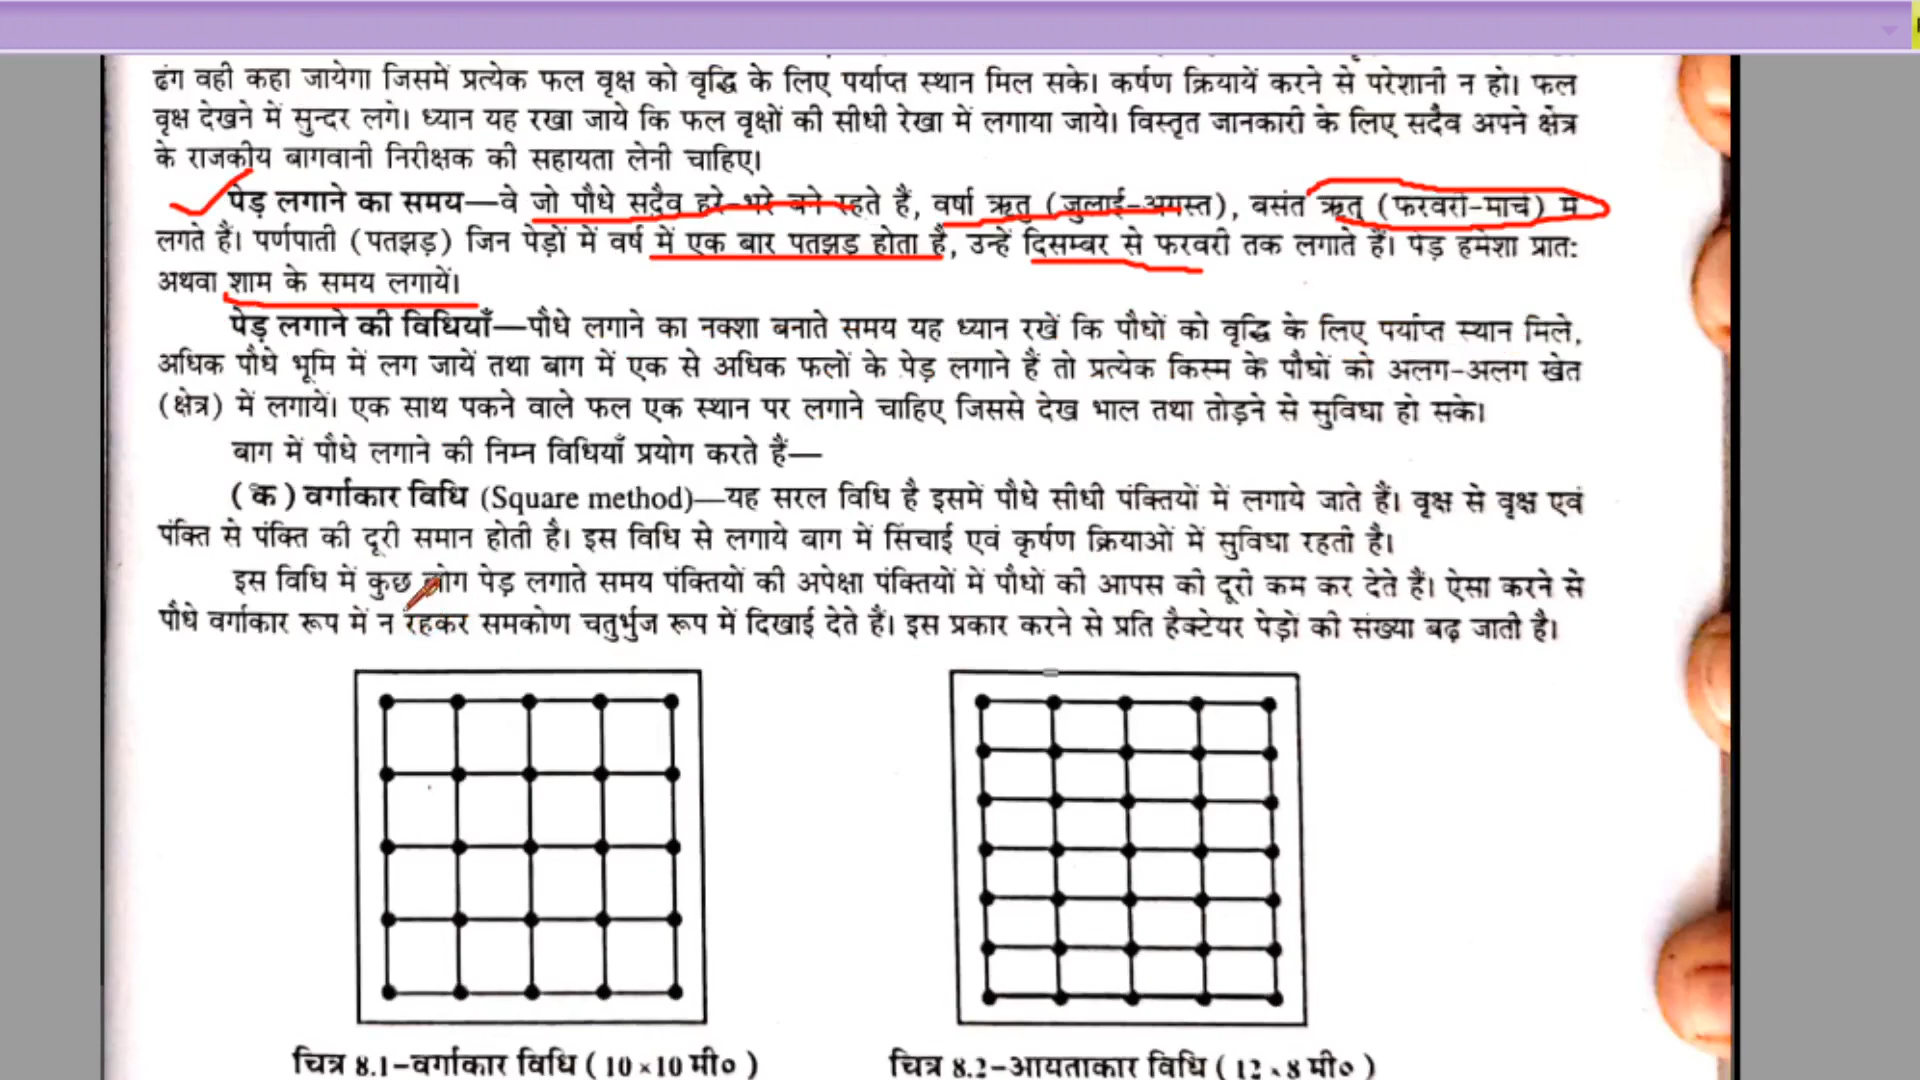 ढंग वही कहा जायेगा जिसमें प्रत्येक फल वृक्ष को वृद्धि के लिए पर्याप्त स्थान मिल सके। कर्षण क्रियायें करने से परेशानी न हो। फल
वृक्ष देखने में सुन्दर लगे। ध्यान यह रखा जाये कि फल वृक्षों की सीधी रेखा में लगाया जाये। विस्तृत जानकारी के लिए सदैव अपने क्षेत्र
के राजकीय बागवानी निरीक्षक की सहायता लेनी चाहिए।
पेड़ लगाने का समय—वे जो पौधे सदैव हरे-भरे बने रहते हैं, वर्षा ऋतु (जुलाई-अगस्त), बसंत ऋतु (फरवरी-मार्च) में
लगते हैं। पर्णपाती (पतझड़) जिन पेड़ों में वर्ष में एक बार पतझड़ होता है, उन्हें दिसम्बर से फरवरी तक लगाते हैं। पेड़ हमेशा प्रात:
अथवा शाम के समय लगायें।
पेड़ लगाने की विधियाँ—पौधे लगाने का नक्शा बनाते समय यह ध्यान रखें कि पौधों को वृद्धि के लिए पर्याप्त स्थान मिले,
अधिक पौधे भूमि में लग जायें तथा बाग में एक से अधिक फलों के पेड़ लगाने हैं तो प्रत्येक किस्म के पौधों को अलग-अलग खेत
(क्षेत्र) में लगायें। एक साथ पकने वाले फल एक स्थान पर लगाने चाहिए जिससे देख भाल तथा तोड़ने से सुविधा हो सके।
बाग में पौधे लगाने की निम्न विधियाँ प्रयोग करते हैं—
(क) वर्गाकार विधि (Square method)—यह सरल विधि है इसमें पौधे सीधी पंक्तियों में लगाये जाते हैं। वृक्ष से वृक्ष एवं
पंक्ति से पंक्ति की दूरी समान होती है। इस विधि से लगाये बाग में सिंचाई एवं कृर्षण क्रियाओं में सुविधा रहती है।
इस विधि में कुछ लोग पेड़ लगाते समय पंक्तियों की अपेक्षा पंक्तियों में पौधों की आपस की दूरी कम कर देते हैं। ऐसा करने से
पौधे वर्गाकार रूप में न रहकर समकोण चतुर्भुज रूप में दिखाई देते हैं। इस प्रकार करने से प्रति हैक्टेयर पेड़ों की संख्या बढ़ जाती है।
चित्र 8.1–वर्गाकार विधि ( 10 ×10 मी० )
चित्र 8.2–आयताकार विधि ( 12 × 8 मी० )